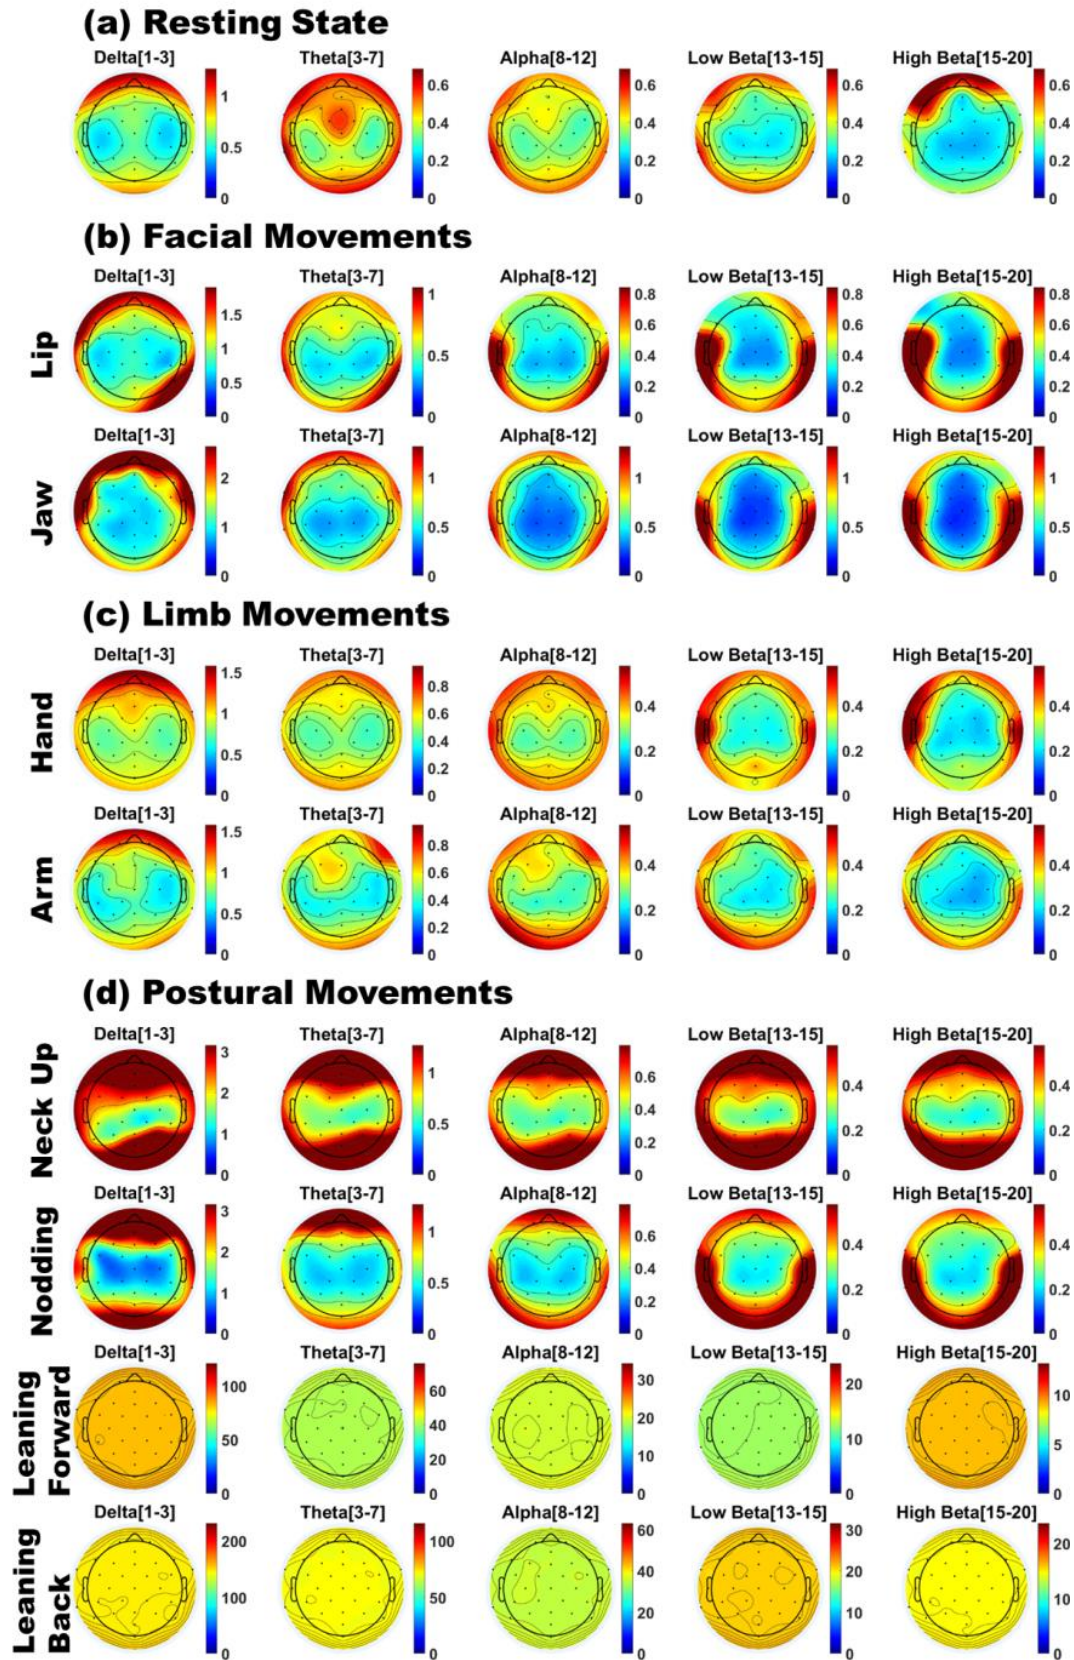 (a) Resting State
Delta[1-3] Theta[3-7] Alpha[8-12] Low Beta[13-15] High Beta[15-20]
1 0.5 0 0.6 0.4 0.2 0 0.6 0.4 0.2 0 0.6 0.4 0.2 0 0.6 0.4 0.2 0
(b) Facial Movements
Lip
Delta[1-3] Theta[3-7] Alpha[8-12] Low Beta[13-15] High Beta[15-20]
1.5 1 0.5 0 1 0.5 0 0.8 0.6 0.4 0.2 0 0.8 0.6 0.4 0.2 0 0.8 0.6 0.4 0.2 0
Jaw
Delta[1-3] Theta[3-7] Alpha[8-12] Low Beta[13-15] High Beta[15-20]
2 1 0 1 0.5 0 1 0.5 0 1 0.5 0 1 0.5 0
(c) Limb Movements
Hand
Delta[1-3] Theta[3-7] Alpha[8-12] Low Beta[13-15] High Beta[15-20]
1.5 1 0.5 0 0.8 0.6 0.4 0.2 0 0.4 0.2 0 0.4 0.2 0 0.4 0.2 0
Arm
Delta[1-3] Theta[3-7] Alpha[8-12] Low Beta[13-15] High Beta[15-20]
1.5 1 0.5 0 0.8 0.6 0.4 0.2 0 0.4 0.2 0 0.4 0.2 0 0.4 0.2 0
(d) Postural Movements
Neck Up
Delta[1-3] Theta[3-7] Alpha[8-12] Low Beta[13-15] High Beta[15-20]
3 2 1 0 1 0.5 0 0.6 0.4 0.2 0 0.4 0.2 0 0.4 0.2 0
Nodding
Delta[1-3] Theta[3-7] Alpha[8-12] Low Beta[13-15] High Beta[15-20]
3 2 1 0 1 0.5 0 0.6 0.4 0.2 0 0.4 0.2 0 0.4 0.2 0
Leaning
Forward
Delta[1-3] Theta[3-7] Alpha[8-12] Low Beta[13-15] High Beta[15-20]
100 50 0 60 40 20 0 30 20 10 0 20 10 0 10 5 0
Leaning
Back
Delta[1-3] Theta[3-7] Alpha[8-12] Low Beta[13-15] High Beta[15-20]
200 100 0 100 50 0 60 40 20 0 30 20 10 0 20 10 0